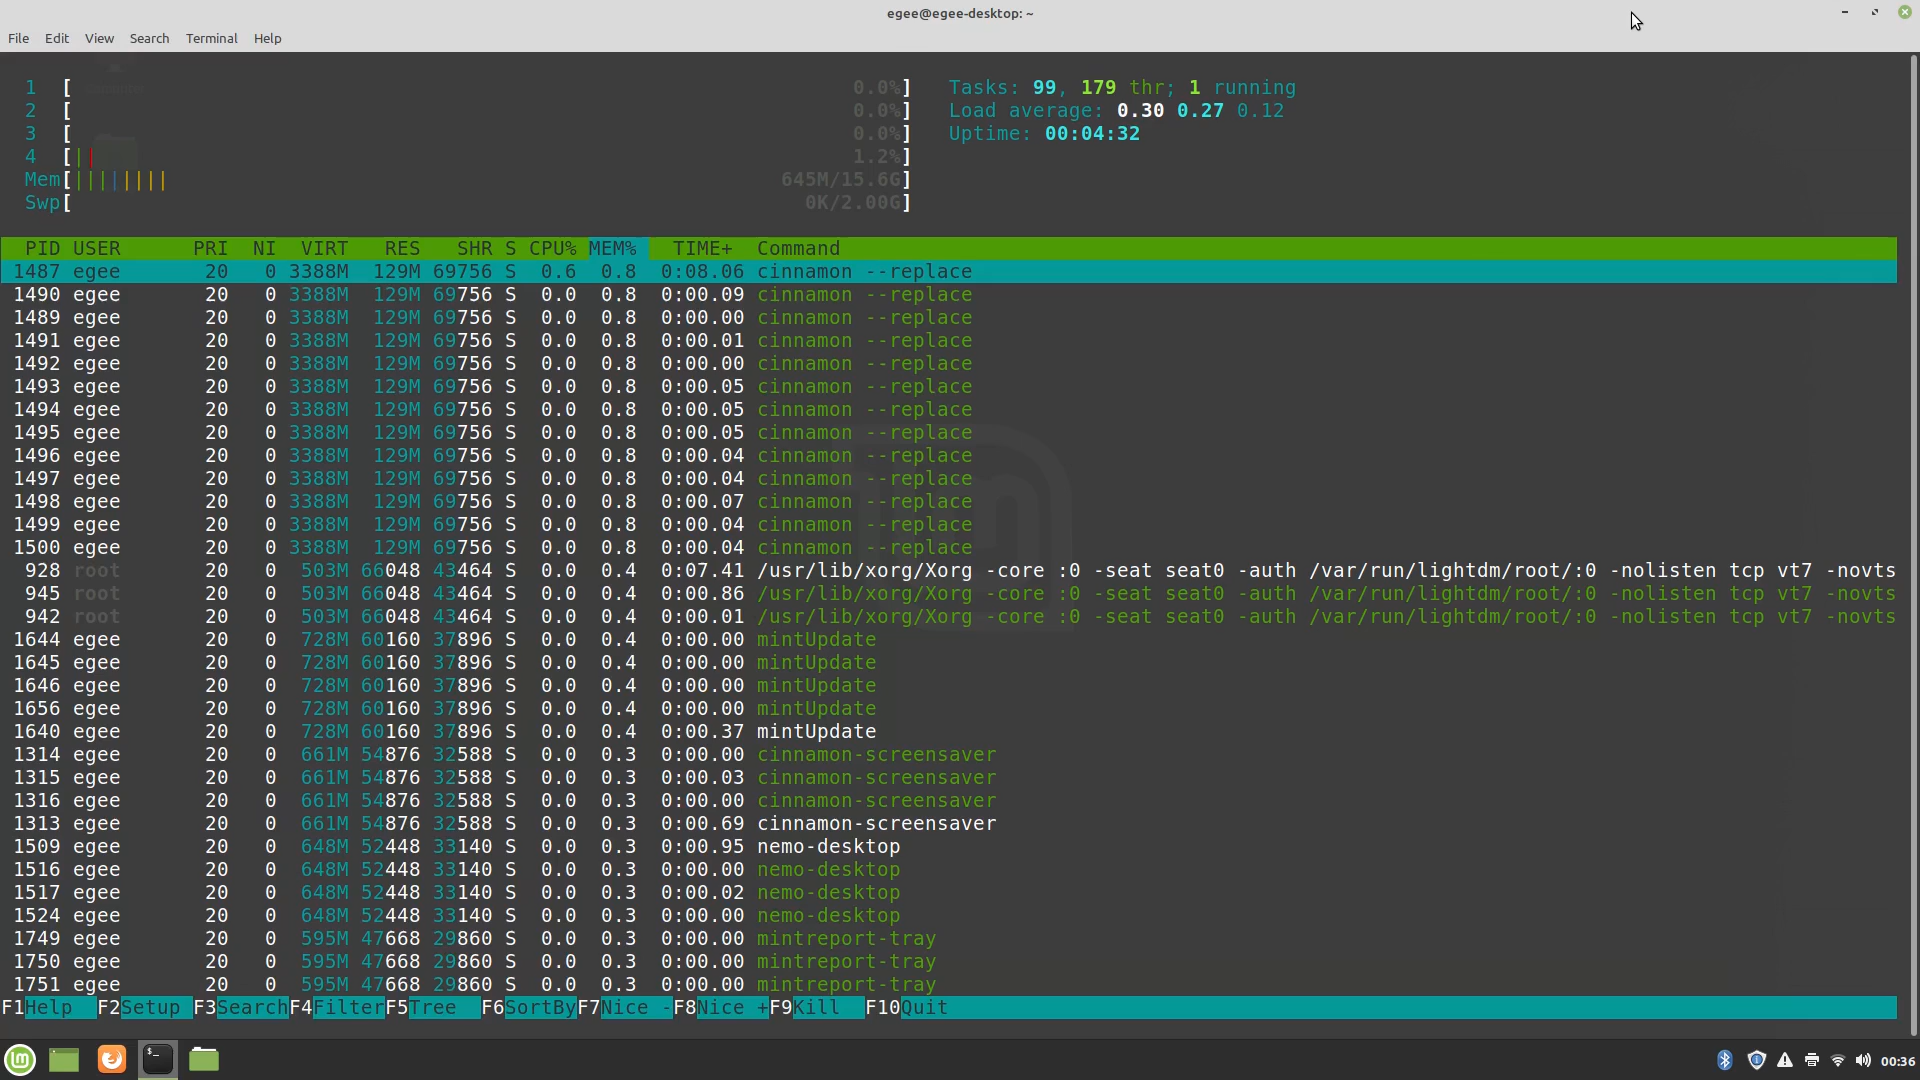 egee@egee-desktop: ~
File Edit View Search Terminal Help
1 [ 0.0%] Tasks: 99, 179 thr; 1 running
2 [ 0.0%] Load average: 0.30 0.27 0.12
3 [ 0.0%] Uptime: 00:04:32
4 [|| 1.2%]
Mem[|||||||| 645M/15.6G]
Swp[ 0K/2.00G]
PID USER PRI NI VIRT RES SHR S CPU% MEM% TIME+ Command
1487 egee 20 0 3388M 129M 69756 S 0.6 0.8 0:08.06 cinnamon --replace
1490 egee 20 0 3388M 129M 69756 S 0.0 0.8 0:00.09 cinnamon --replace
1489 egee 20 0 3388M 129M 69756 S 0.0 0.8 0:00.00 cinnamon --replace
1491 egee 20 0 3388M 129M 69756 S 0.0 0.8 0:00.01 cinnamon --replace
1492 egee 20 0 3388M 129M 69756 S 0.0 0.8 0:00.00 cinnamon --replace
1493 egee 20 0 3388M 129M 69756 S 0.0 0.8 0:00.05 cinnamon --replace
1494 egee 20 0 3388M 129M 69756 S 0.0 0.8 0:00.05 cinnamon --replace
1495 egee 20 0 3388M 129M 69756 S 0.0 0.8 0:00.05 cinnamon --replace
1496 egee 20 0 3388M 129M 69756 S 0.0 0.8 0:00.04 cinnamon --replace
1497 egee 20 0 3388M 129M 69756 S 0.0 0.8 0:00.04 cinnamon --replace
1498 egee 20 0 3388M 129M 69756 S 0.0 0.8 0:00.07 cinnamon --replace
1499 egee 20 0 3388M 129M 69756 S 0.0 0.8 0:00.04 cinnamon --replace
1500 egee 20 0 3388M 129M 69756 S 0.0 0.8 0:00.04 cinnamon --replace
928 root 20 0 503M 66048 43464 S 0.0 0.4 0:07.41 /usr/lib/xorg/Xorg -core :0 -seat seat0 -auth /var/run/lightdm/root/:0 -nolisten tcp vt7 -novts
945 root 20 0 503M 66048 43464 S 0.0 0.4 0:00.86 /usr/lib/xorg/Xorg -core :0 -seat seat0 -auth /var/run/lightdm/root/:0 -nolisten tcp vt7 -novts
942 root 20 0 503M 66048 43464 S 0.0 0.4 0:00.01 /usr/lib/xorg/Xorg -core :0 -seat seat0 -auth /var/run/lightdm/root/:0 -nolisten tcp vt7 -novts
1644 egee 20 0 728M 60160 37896 S 0.0 0.4 0:00.00 mintUpdate
1645 egee 20 0 728M 60160 37896 S 0.0 0.4 0:00.00 mintUpdate
1646 egee 20 0 728M 60160 37896 S 0.0 0.4 0:00.00 mintUpdate
1656 egee 20 0 728M 60160 37896 S 0.0 0.4 0:00.00 mintUpdate
1640 egee 20 0 728M 60160 37896 S 0.0 0.4 0:00.37 mintUpdate
1314 egee 20 0 661M 54876 32588 S 0.0 0.3 0:00.00 cinnamon-screensaver
1315 egee 20 0 661M 54876 32588 S 0.0 0.3 0:00.03 cinnamon-screensaver
1316 egee 20 0 661M 54876 32588 S 0.0 0.3 0:00.00 cinnamon-screensaver
1313 egee 20 0 661M 54876 32588 S 0.0 0.3 0:00.69 cinnamon-screensaver
1509 egee 20 0 648M 52448 33140 S 0.0 0.3 0:00.95 nemo-desktop
1516 egee 20 0 648M 52448 33140 S 0.0 0.3 0:00.00 nemo-desktop
1517 egee 20 0 648M 52448 33140 S 0.0 0.3 0:00.02 nemo-desktop
1524 egee 20 0 648M 52448 33140 S 0.0 0.3 0:00.00 nemo-desktop
1749 egee 20 0 595M 47668 29860 S 0.0 0.3 0:00.00 mintreport-tray
1750 egee 20 0 595M 47668 29860 S 0.0 0.3 0:00.00 mintreport-tray
1751 egee 20 0 595M 47668 29860 S 0.0 0.3 0:00.00 mintreport-tray
F1Help F2Setup F3SearchF4FilterF5Tree F6SortByF7Nice -F8Nice +F9Kill F10Quit
00:36